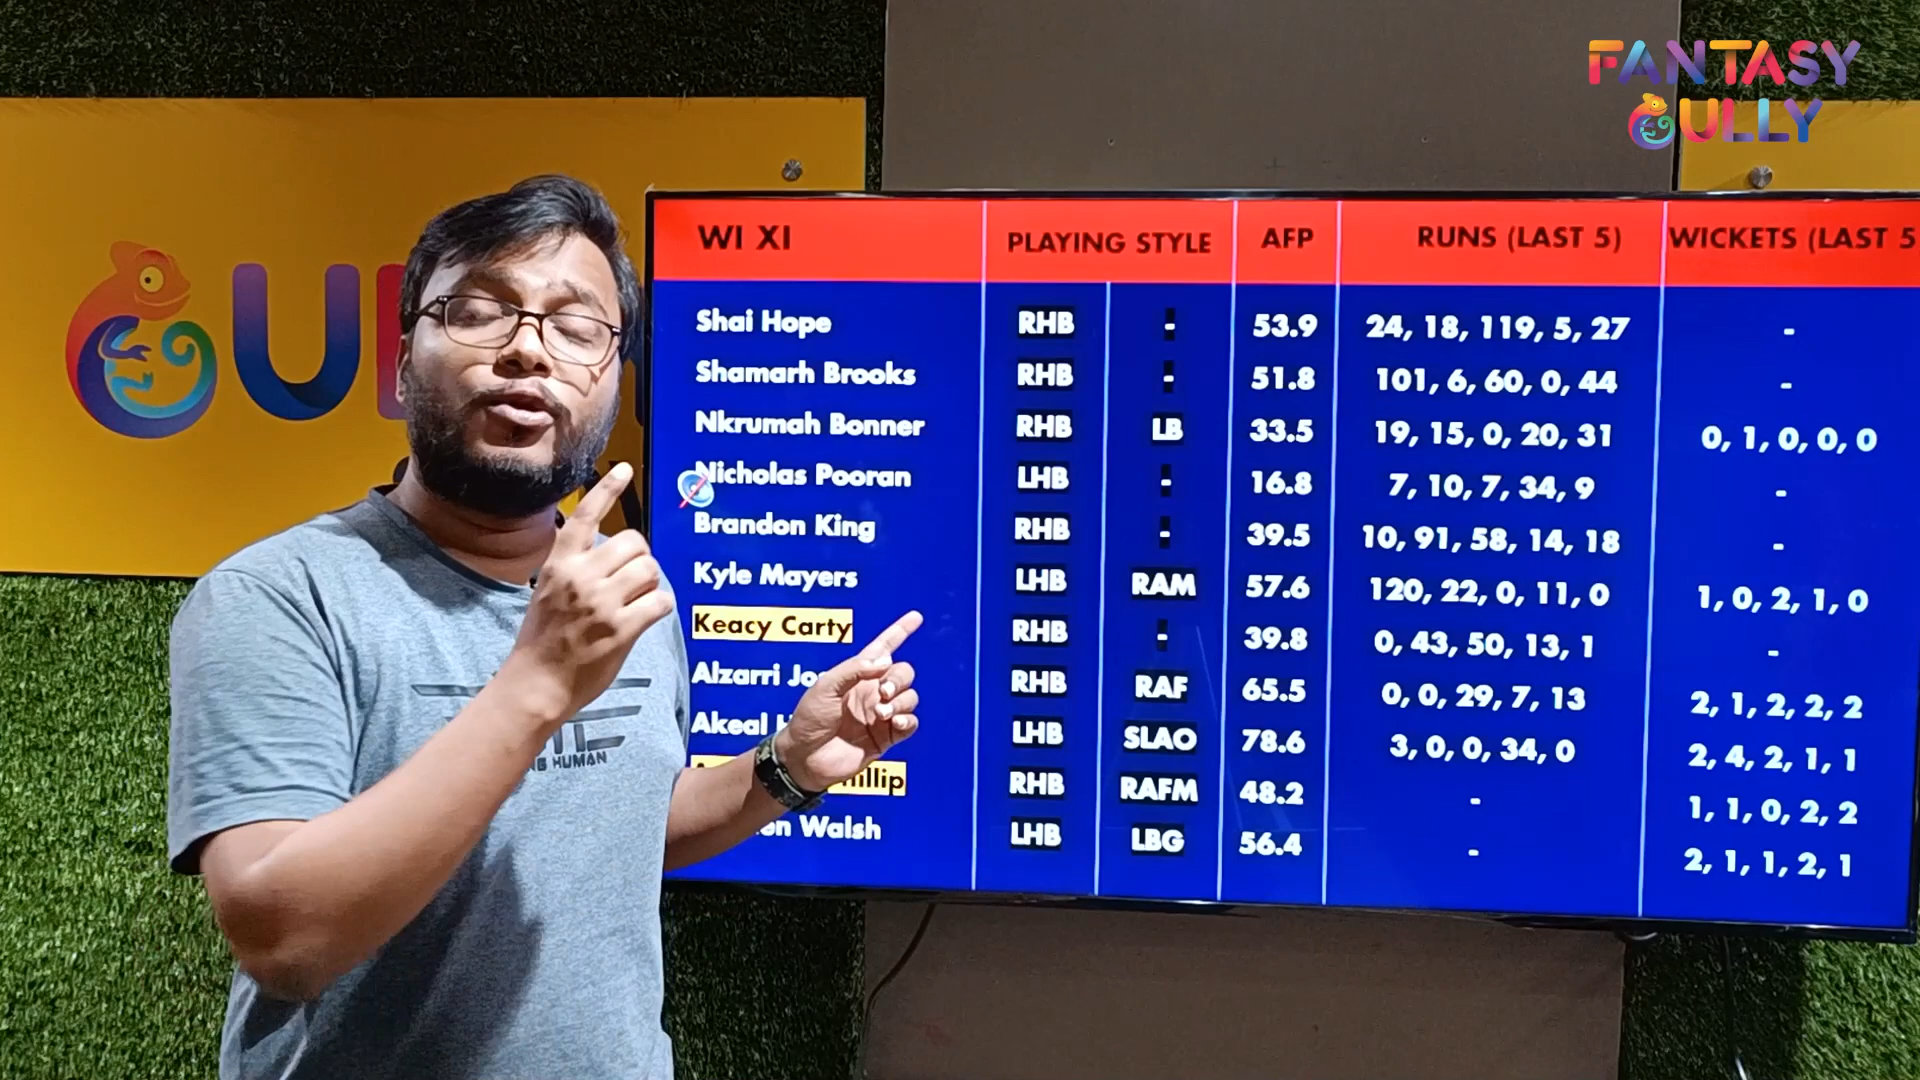 FANTASY
GULLY
WI XI PLAYING STYLE AFP RUNS (LAST 5) WICKETS (LAST 5
Shai Hope RHB - 53.9 24, 18, 119, 5, 27 -
Shamarh Brooks RHB - 51.8 101, 6, 60, 0, 44 -
Nkrumah Bonner RHB LB 33.5 19, 15, 0, 20, 31 0, 1, 0, 0, 0
Nicholas Pooran LHB - 16.8 7, 10, 7, 34, 9 -
Brandon King RHB - 39.5 10, 91, 58, 14, 18 -
Kyle Mayers LHB RAM 57.6 120, 22, 0, 11, 0 1, 0, 2, 1, 0
Keacy Carty RHB - 39.8 0, 43, 50, 13, 1 -
Alzarri RHB RAF 65.5 0, 0, 29, 7, 13 2, 1, 2, 2, 2
Akeal LHB SLAO 78.6 3, 0, 0, 34, 0 2, 4, 2, 1, 1
RHB RAFM 48.2 - 1, 1, 0, 2, 2
Walsh LHB LBG 56.4 - 2, 1, 1, 2, 1
HUMAN